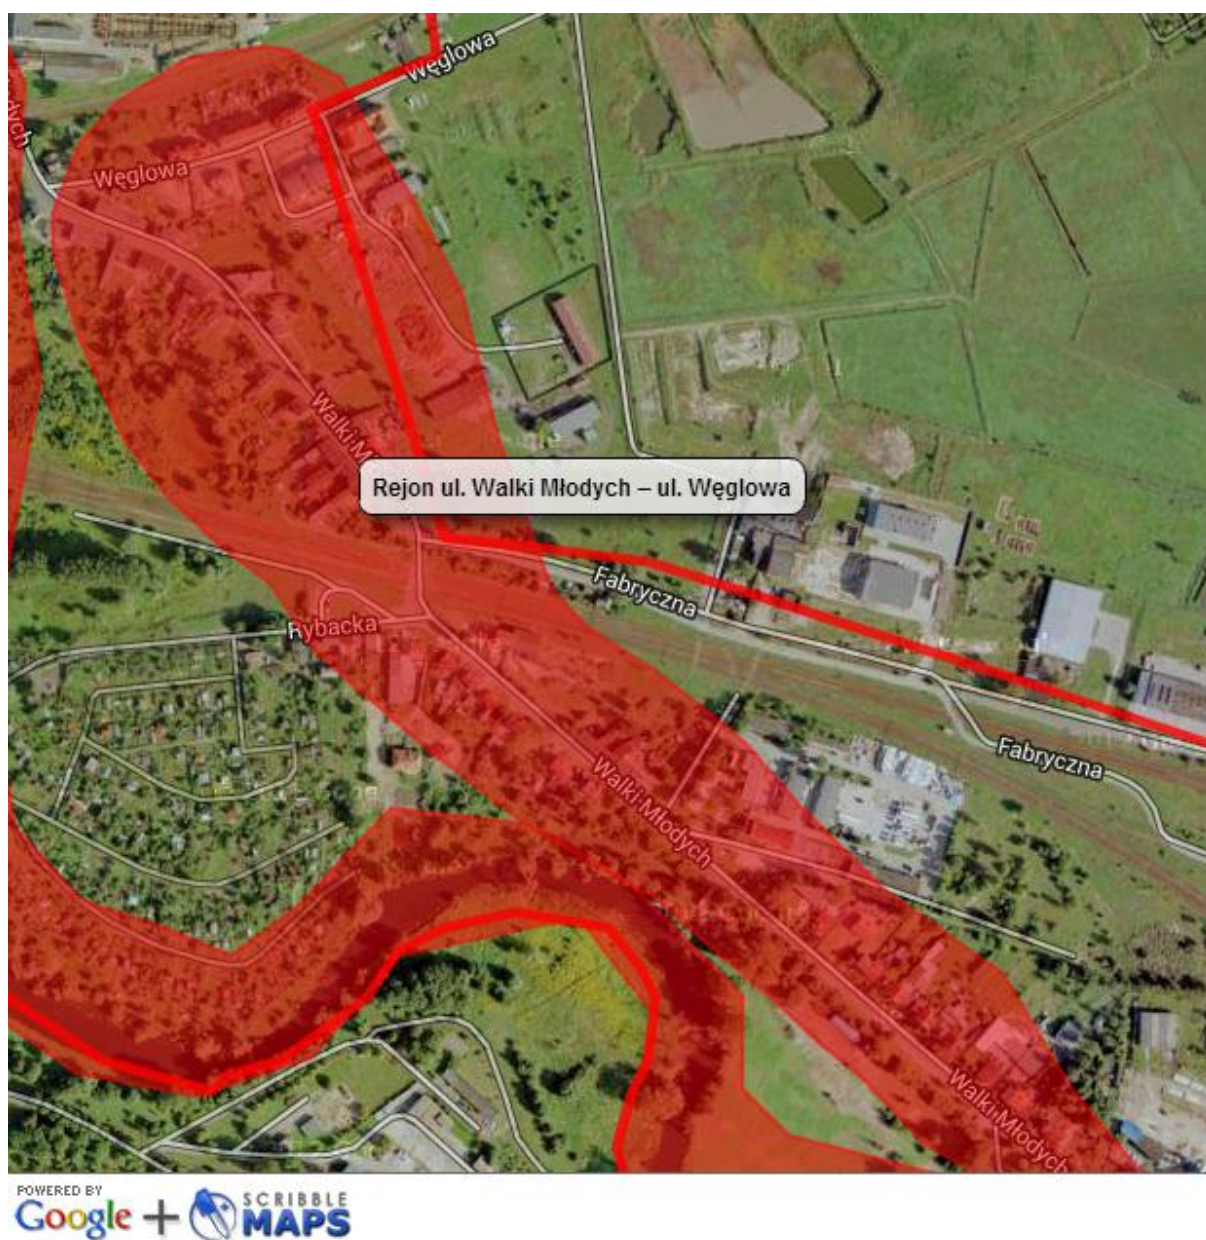 Węglowa
dych
Węglowa
Walki M
Rejon ul. Walki Młodych – ul. Węglowa
Fabryczna
Rybacka
Fabryczna
Walki Młodych
Walki Młodych
POWERED BY
Google + SCRIBBLE
MAPS